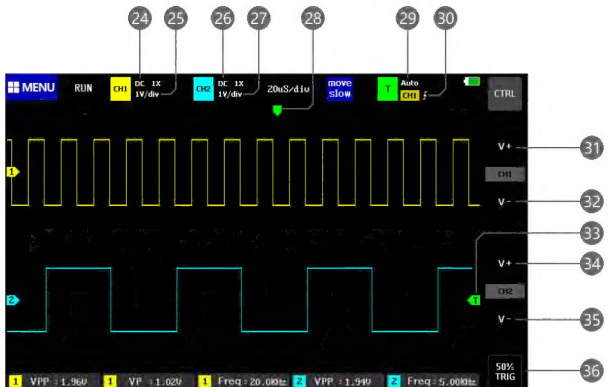 24 25 26 27 28 29 30
MENU RUN CH1 DC 1X 1V/div CH2 DC 1X 1V/div 20uS/div move slow T Auto CH1 CTRL
V+ 31
1 CH1
V- 32
33
V+ 34
2 T CH2
V- 35
50% TRIG 36
1 VPP =1.96V 1 VP =1.02V 1 Freq=20.0KHz 2 VPP =1.94V 2 Freq=5.00KHz